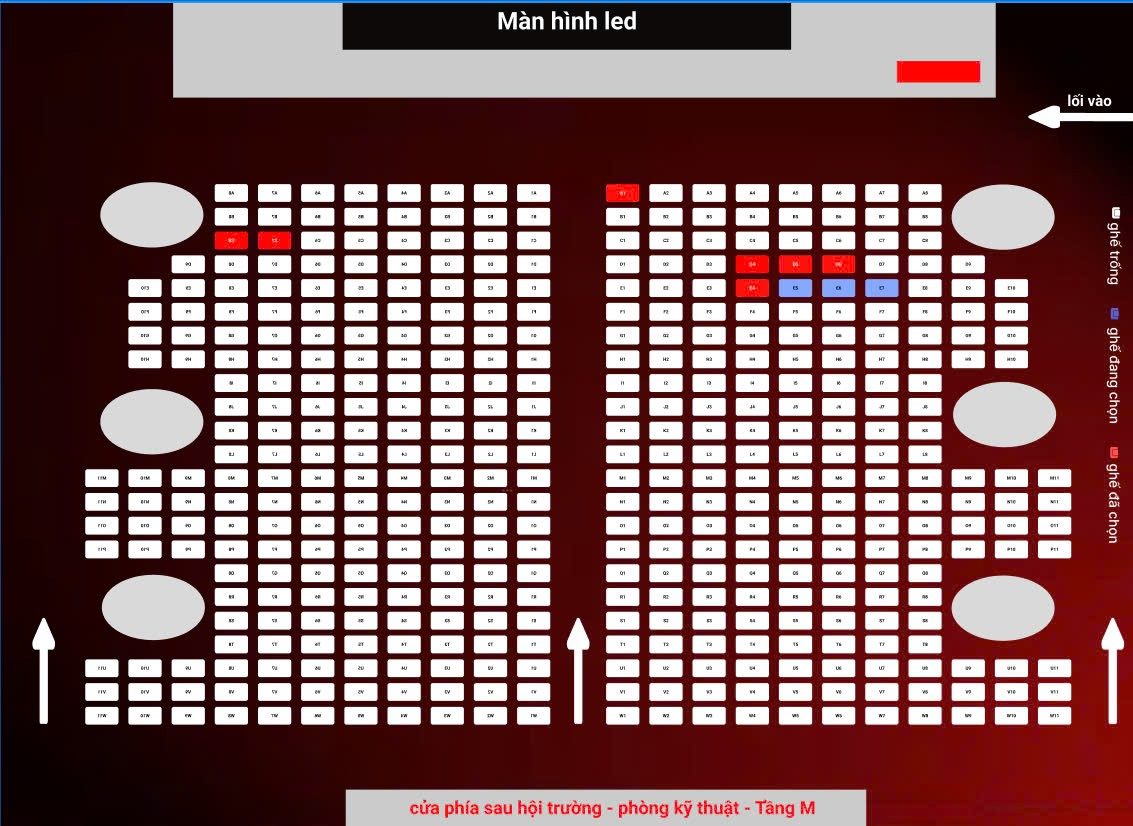 Màn hình led
lối vào
A8 A7 A6 A5 A4 A3 A2 A1 A1 A2 A3 A4 A5 A6 A7 A8
B8 B7 B6 B5 B4 B3 B2 B1 B1 B2 B3 B4 B5 B6 B7 B8
C8 C7 C6 C5 C4 C3 C2 C1 C1 C2 C3 C4 C5 C6 C7 C8
D9 D8 D7 D6 D5 D4 D3 D2 D1 D1 D2 D3 D4 D5 D6 D7 D8 D9
E10 E9 E8 E7 E6 E5 E4 E3 E2 E1 E1 E2 E3 E4 E5 E6 E7 E8 E9 E10
F10 F9 F8 F7 F6 F5 F4 F3 F2 F1 F1 F2 F3 F4 F5 F6 F7 F8 F9 F10
G10 G9 G8 G7 G6 G5 G4 G3 G2 G1 G1 G2 G3 G4 G5 G6 G7 G8 G9 G10
H10 H9 H8 H7 H6 H5 H4 H3 H2 H1 H1 H2 H3 H4 H5 H6 H7 H8 H9 H10
I8 I7 I6 I5 I4 I3 I2 I1 I1 I2 I3 I4 I5 I6 I7 I8
J8 J7 J6 J5 J4 J3 J2 J1 J1 J2 J3 J4 J5 J6 J7 J8
K8 K7 K6 K5 K4 K3 K2 K1 K1 K2 K3 K4 K5 K6 K7 K8
L8 L7 L6 L5 L4 L3 L2 L1 L1 L2 L3 L4 L5 L6 L7 L8
M11 M10 M9 M8 M7 M6 M5 M4 M3 M2 M1 M1 M2 M3 M4 M5 M6 M7 M8 M9 M10 M11
N11 N10 N9 N8 N7 N6 N5 N4 N3 N2 N1 N1 N2 N3 N4 N5 N6 N7 N8 N9 N10 N11
O11 O10 O9 O8 O7 O6 O5 O4 O3 O2 O1 O1 O2 O3 O4 O5 O6 O7 O8 O9 O10 O11
P11 P10 P9 P8 P7 P6 P5 P4 P3 P2 P1 P1 P2 P3 P4 P5 P6 P7 P8 P9 P10 P11
Q8 Q7 Q6 Q5 Q4 Q3 Q2 Q1 Q1 Q2 Q3 Q4 Q5 Q6 Q7 Q8
R8 R7 R6 R5 R4 R3 R2 R1 R1 R2 R3 R4 R5 R6 R7 R8
S8 S7 S6 S5 S4 S3 S2 S1 S1 S2 S3 S4 S5 S6 S7 S8
T8 T7 T6 T5 T4 T3 T2 T1 T1 T2 T3 T4 T5 T6 T7 T8
U11 U10 U9 U8 U7 U6 U5 U4 U3 U2 U1 U1 U2 U3 U4 U5 U6 U7 U8 U9 U10 U11
V11 V10 V9 V8 V7 V6 V5 V4 V3 V2 V1 V1 V2 V3 V4 V5 V6 V7 V8 V9 V10 V11
W11 W10 W9 W8 W7 W6 W5 W4 W3 W2 W1 W1 W2 W3 W4 W5 W6 W7 W8 W9 W10 W11
ghế trống
ghế đang chọn
ghế đã chọn
cửa phía sau hội trường - phòng kỹ thuật - Tầng M